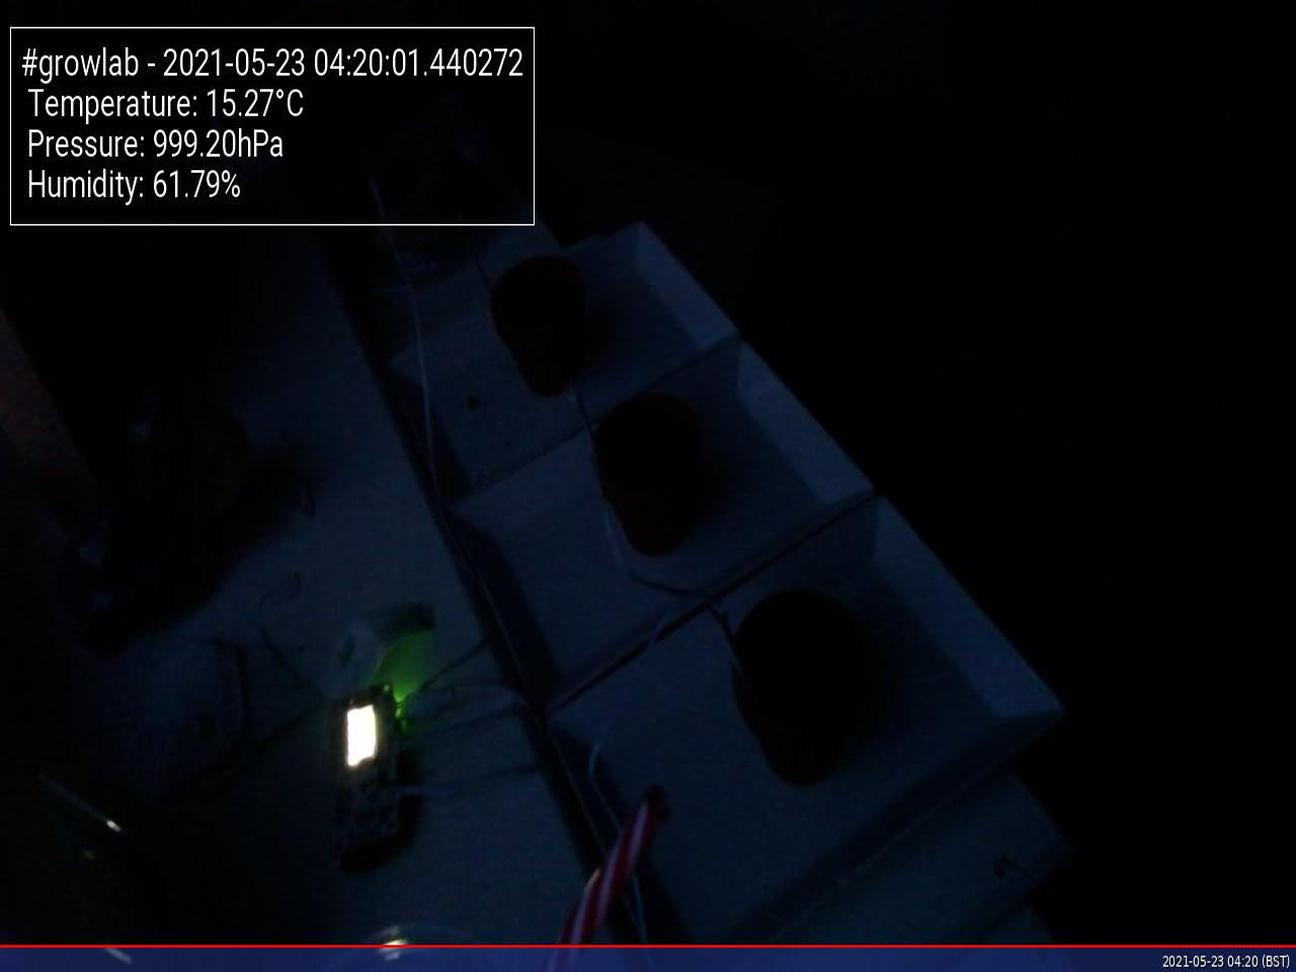 #growlab - 2021-05-23 04:20:01.440272
Temperature: 15.27°C
Pressure: 999.20hPa
Humidity: 61.79%
2021-05-23 04:20 (BST)